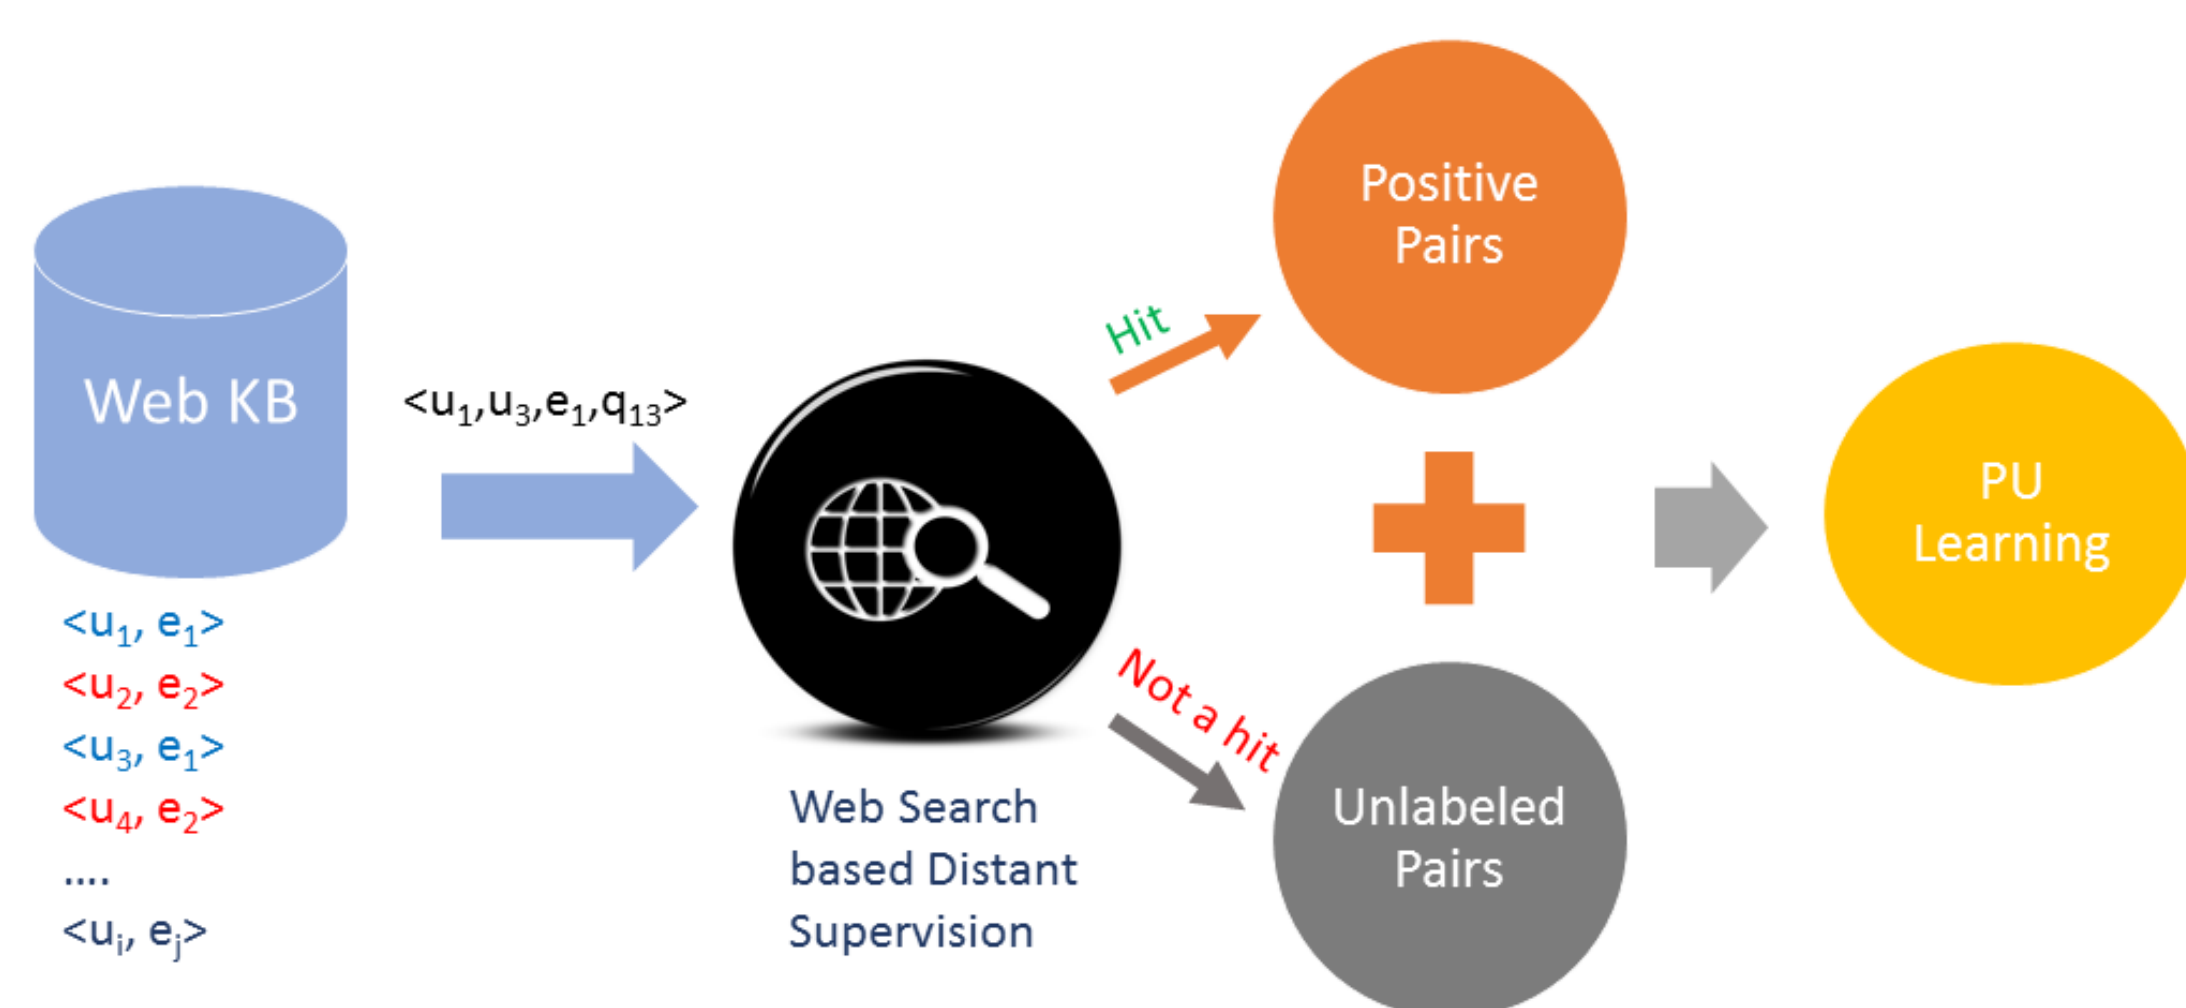 Web KB
<u1, e1>
<u2, e2>
<u3, e1>
<u4, e2>
....
<ui, ej>
<u1,u3,e1,q13>
Web Search
based Distant
Supervision
Hit
Not a hit
Positive
Pairs
Unlabeled
Pairs
PU
Learning